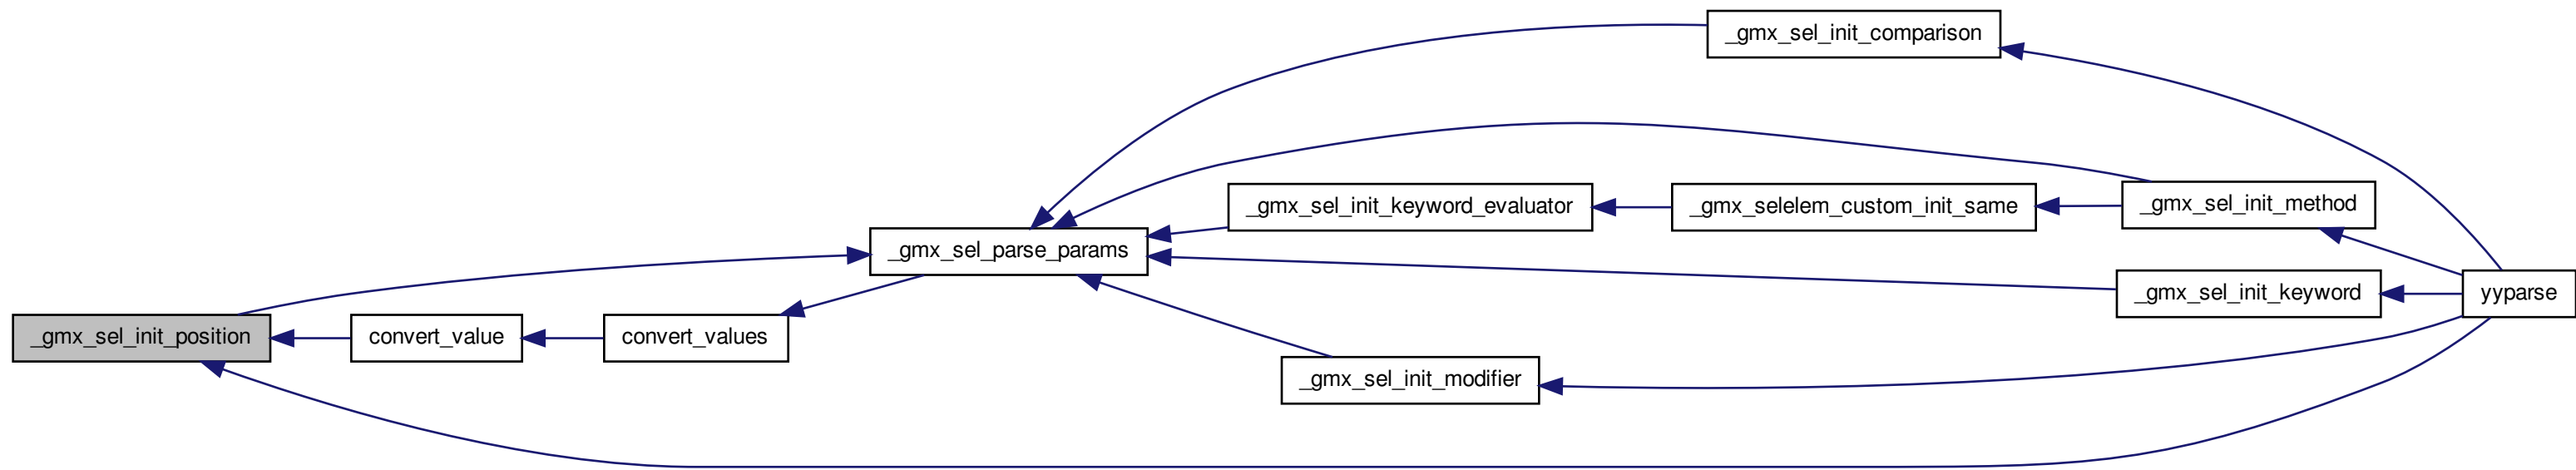 _gmx_sel_init_comparison
_gmx_sel_init_method
_gmx_sel_init_keyword_evaluator
_gmx_selelem_custom_init_same
_gmx_sel_parse_params
_gmx_sel_init_keyword
yyparse
_gmx_sel_init_position
convert_value
convert_values
_gmx_sel_init_modifier